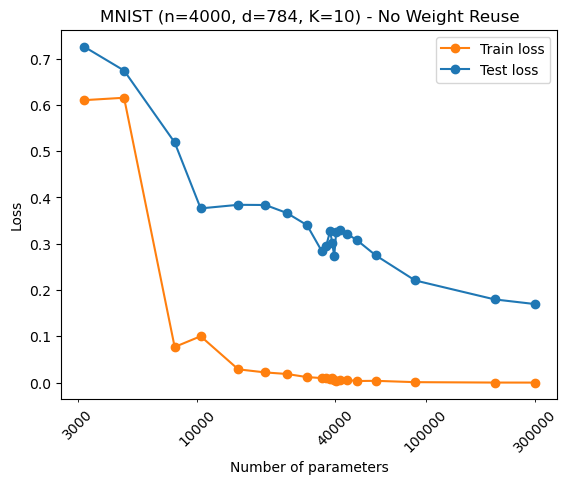 MNIST (n=4000, d=784, K=10) - No Weight Reuse
Train loss
Test loss
Loss
0.7
0.6
0.5
0.4
0.3
0.2
0.1
0.0
3000
10000
40000
100000
300000
Number of parameters